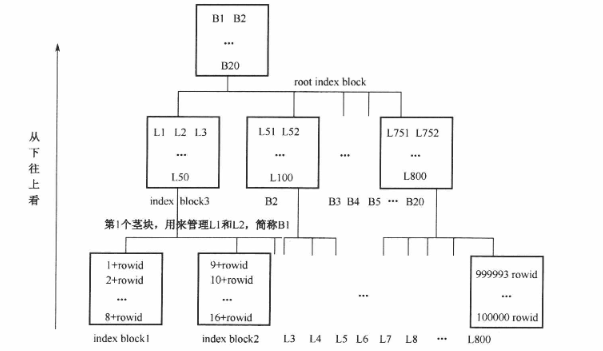 B1 B2
...
B20
root index block
L1 L2 L3
...
L50
L51 L52
...
L100
...
L751 L752
...
L800
index block3
B2
B3 B4 B5 ... B20
第1个茎块，用来管理L1和L2，简称B1
从下往上看
1+rowid
2+rowid
...
8+rowid
9+rowid
10+rowid
...
16+rowid
...
999993 rowid
...
100000 rowid
index block1
index block2
L3 L4 L5 L6 L7 L8 ... L800